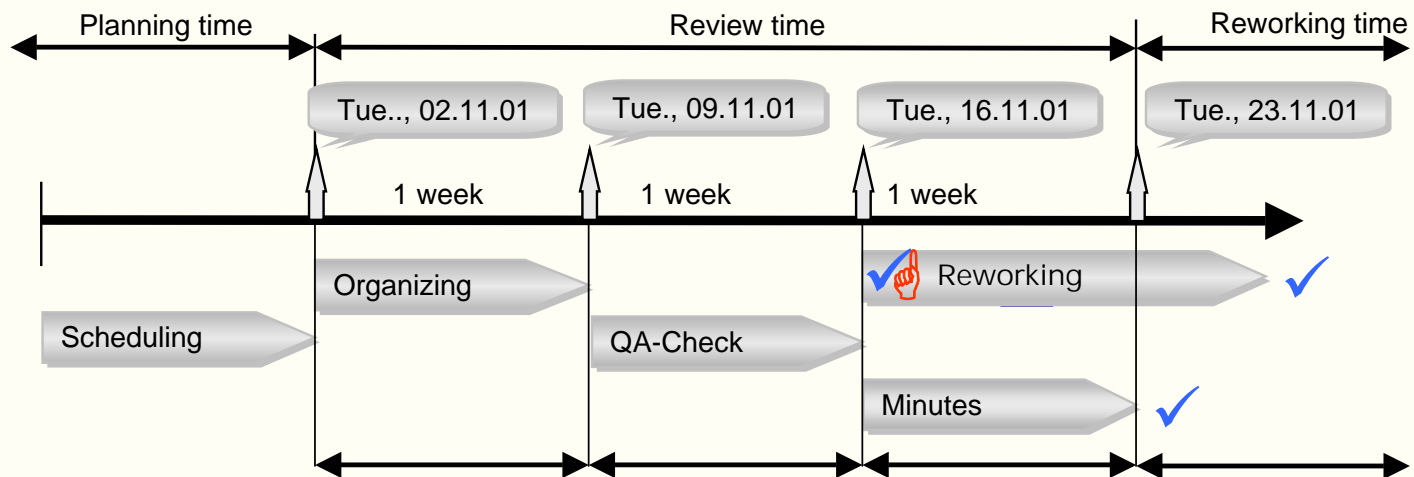 Planning time
Review time
Reworking time
Tue.., 02.11.01
Tue., 09.11.01
Tue., 16.11.01
Tue., 23.11.01
1 week
1 week
1 week
Organizing
Reworking
Scheduling
QA-Check
Minutes